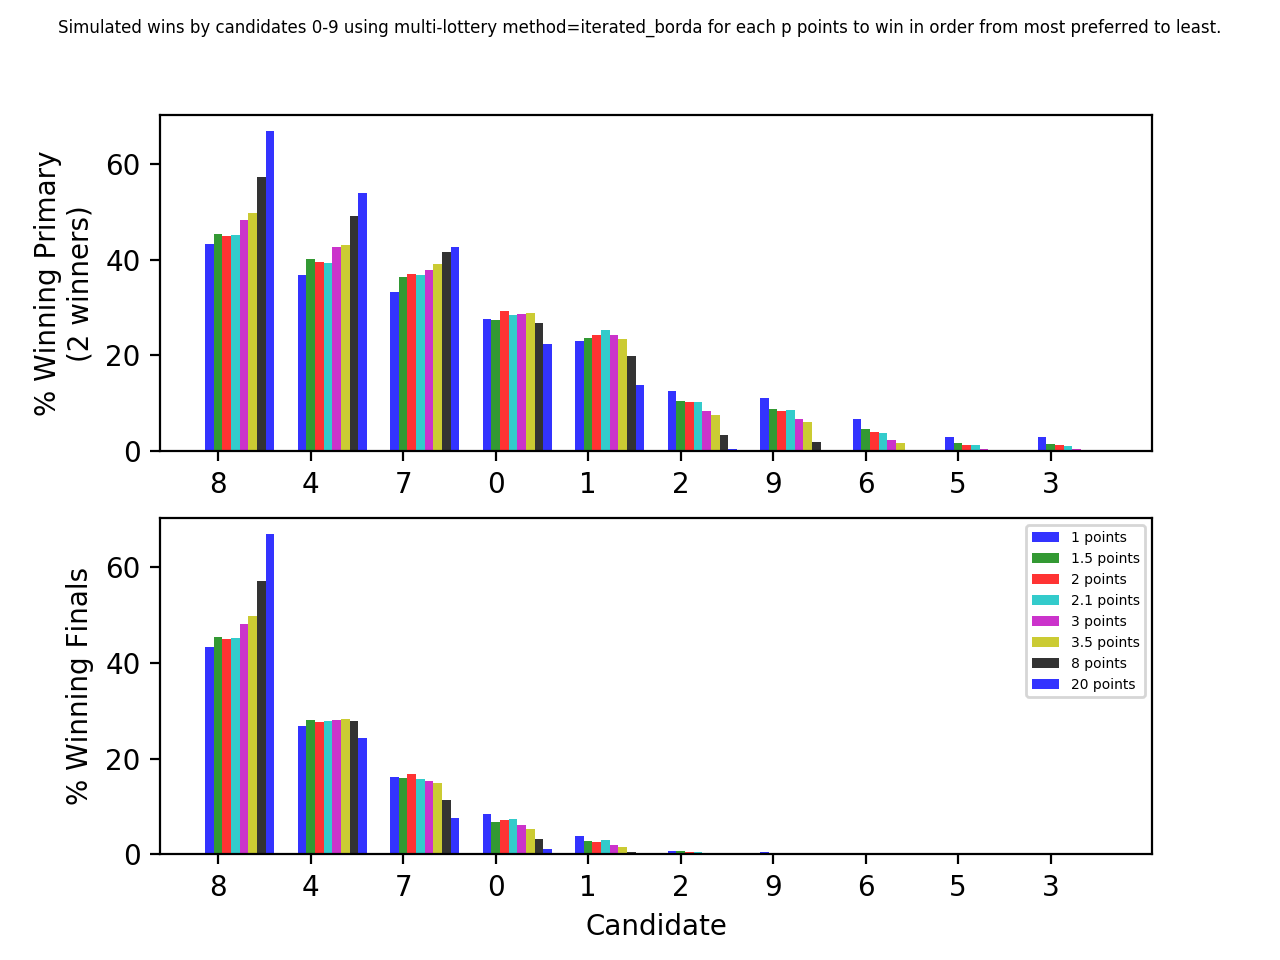 Simulated wins by candidates 0-9 using multi-lottery method=iterated_borda for each p points to win in order from most preferred to least.
% Winning Primary
(2 winners)
60
40
20
0
8 4 7 0 1 2 9 6 5 3
% Winning Finals
60
40
20
0
1 points
1.5 points
2 points
2.1 points
3 points
3.5 points
8 points
20 points
8 4 7 0 1 2 9 6 5 3
Candidate